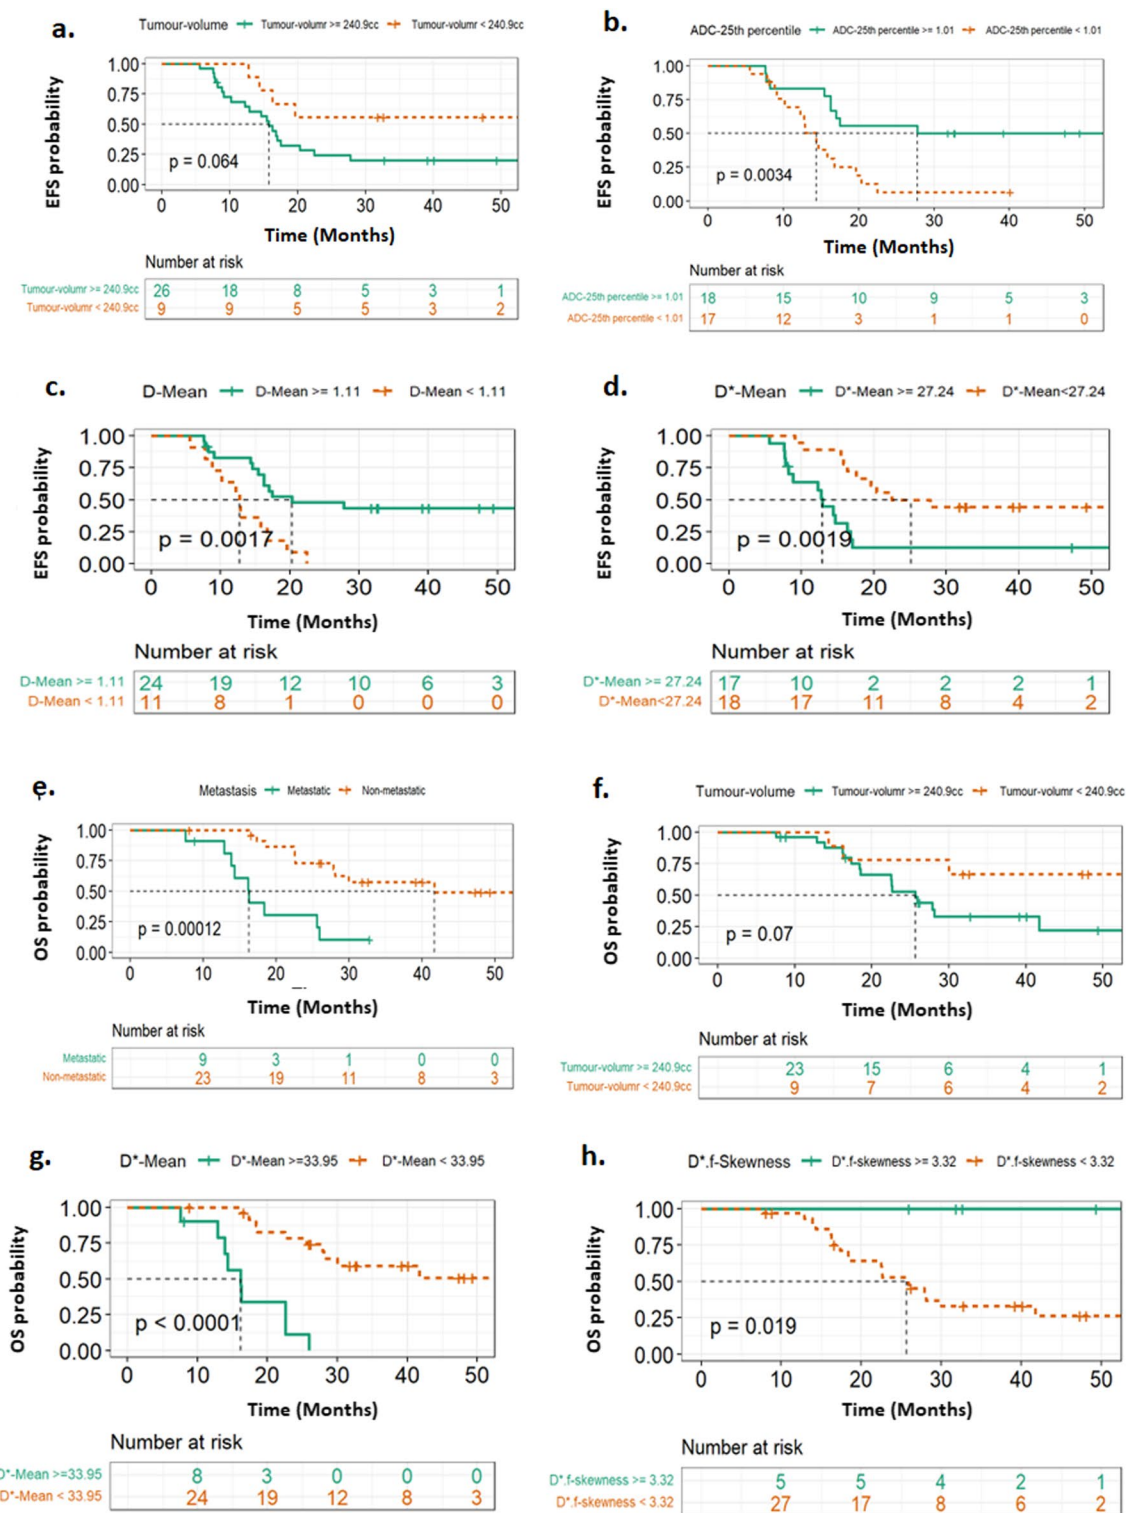 a.
Tumour-volume Tumour-volumr >= 240.9cc Tumour-volumr < 240.9cc
EFS probability
1.00
0.75
0.50
0.25
0.00
p = 0.064
0 10 20 30 40 50
Time (Months)
Number at risk
Tumour-volumr >= 240.9cc 26 18 8 5 3 1
Tumour-volumr < 240.9cc 9 9 5 5 3 2
b.
ADC-25th percentile ADC-25th percentile >= 1.01 ADC-25th percentile < 1.01
EFS probability
1.00
0.75
0.50
0.25
0.00
p = 0.0034
0 10 20 30 40 50
Time (Months)
Number at risk
ADC-25th percentile >= 1.01 18 15 10 9 5 3
ADC-25th percentile < 1.01 17 12 3 1 1 0
c.
D-Mean D-Mean >= 1.11 D-Mean < 1.11
EFS probability
1.00
0.75
0.50
0.25
0.00
p = 0.0017
0 10 20 30 40 50
Time (Months)
Number at risk
D-Mean >= 1.11 24 19 12 10 6 3
D-Mean < 1.11 11 8 1 0 0 0
d.
D*-Mean D*-Mean >= 27.24 D*-Mean<27.24
EFS probability
1.00
0.75
0.50
0.25
0.00
p = 0.0019
0 10 20 30 40 50
Time (Months)
Number at risk
D*-Mean >= 27.24 17 10 2 2 2 1
D*-Mean<27.24 18 17 11 8 4 2
e.
Metastasis Metastatic Non-metastatic
OS probability
1.00
0.75
0.50
0.25
0.00
p = 0.00012
0 10 20 30 40 50
Time (Months)
Number at risk
Metastatic 9 3 1 0 0
Non-metastatic 23 19 11 8 3
f.
Tumour-volume Tumour-volumr >= 240.9cc Tumour-volumr < 240.9cc
OS probability
1.00
0.75
0.50
0.25
0.00
p = 0.07
0 10 20 30 40 50
Time (Months)
Number at risk
Tumour-volumr >= 240.9cc 23 15 6 4 1
Tumour-volumr < 240.9cc 9 7 6 4 2
g.
D*-Mean D*-Mean >=33.95 D*-Mean < 33.95
OS probability
1.00
0.75
0.50
0.25
0.00
p < 0.0001
0 10 20 30 40 50
Time (Months)
Number at risk
D*-Mean >=33.95 8 3 0 0 0
D*-Mean < 33.95 24 19 12 8 3
h.
D*.f-Skewness D*.f-skewness >= 3.32 D*.f-skewness < 3.32
OS probability
1.00
0.75
0.50
0.25
0.00
p = 0.019
0 10 20 30 40 50
Time (Months)
Number at risk
D*.f-skewness >= 3.32 5 5 4 2 1
D*.f-skewness < 3.32 27 17 8 6 2